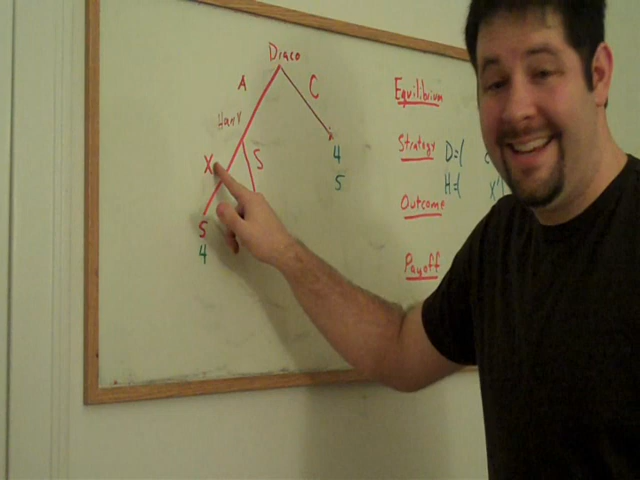 Draco
A
C
Equilibrium
Harry
Strategy D=(
X
S
4
5
H=(
X
Outcome
5
4
Payoff